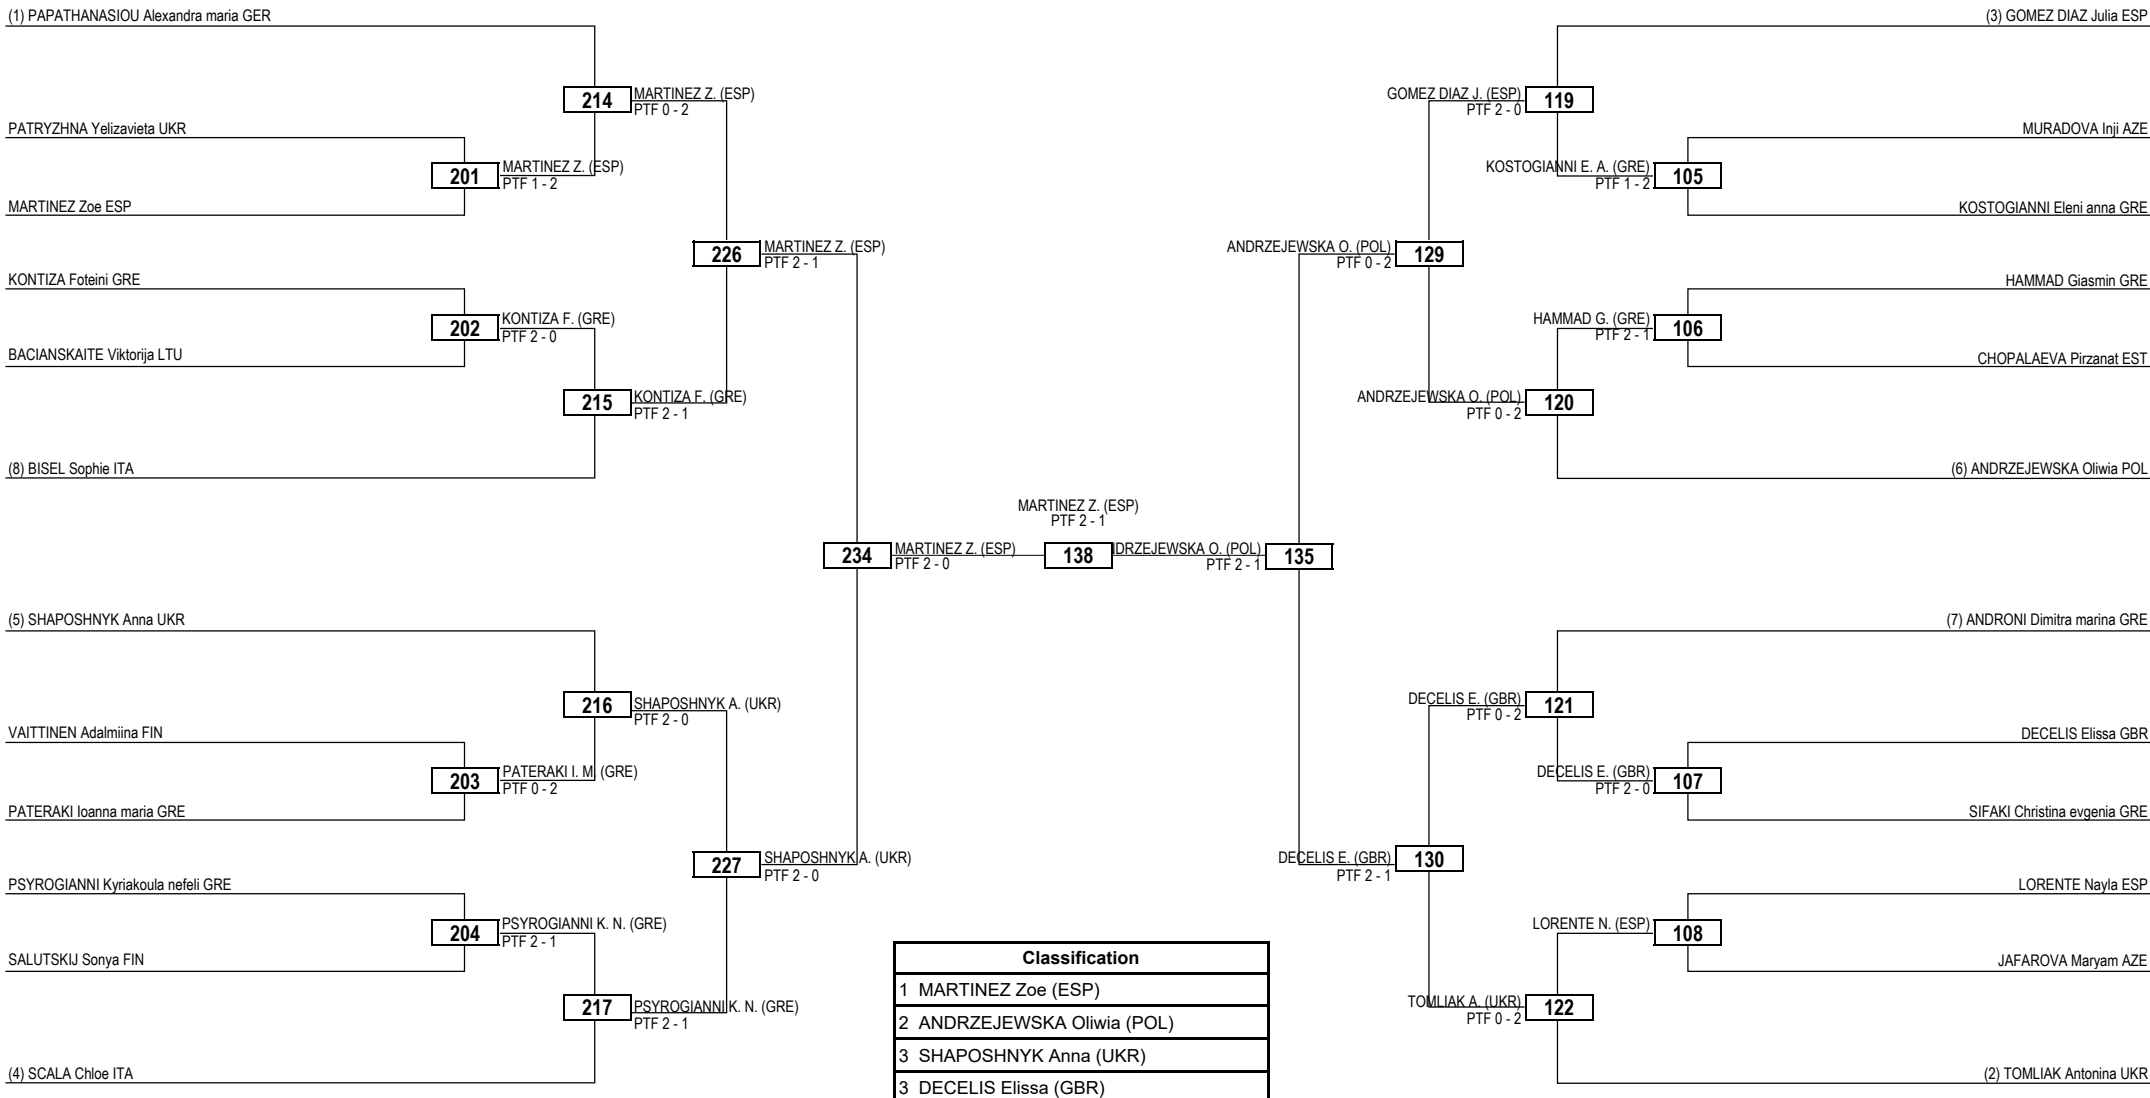 (1) PAPATHANASIOU Alexandra maria GER
PATRYZHNA Yelizavieta UKR
MARTINEZ Zoe ESP
KONTIZA Foteini GRE
BACIANSKAITE Viktorija LTU
(8) BISEL Sophie ITA
(5) SHAPOSHNYK Anna UKR
VAITTINEN Adalmiina FIN
PATERAKI Ioanna maria GRE
PSYROGIANNI Kyriakoula nefeli GRE
SALUTSKIJ Sonya FIN
(4) SCALA Chloe ITA
201
MARTINEZ Z. (ESP)
PTF 1 - 2
202
KONTIZA F. (GRE)
PTF 2 - 0
203
PATERAKI I. M. (GRE)
PTF 0 - 2
204
PSYROGIANNI K. N. (GRE)
PTF 2 - 1
214
MARTINEZ Z. (ESP)
PTF 0 - 2
215
KONTIZA F. (GRE)
PTF 2 - 1
216
SHAPOSHNYK A. (UKR)
PTF 2 - 0
217
PSYROGIANNI K. N. (GRE)
PTF 2 - 1
226
MARTINEZ Z. (ESP)
PTF 2 - 1
227
SHAPOSHNYK A. (UKR)
PTF 2 - 0
234
MARTINEZ Z. (ESP)
PTF 2 - 0
MARTINEZ Z. (ESP)
PTF 2 - 1
138
DRZEJEWSKA O. (POL)
PTF 2 - 1
135
ANDRZEJEWSKA O. (POL)
PTF 0 - 2
129
DECELIS E. (GBR)
PTF 2 - 1
130
GOMEZ DIAZ J. (ESP)
PTF 2 - 0
119
ANDRZEJEWSKA O. (POL)
PTF 0 - 2
120
DECELIS E. (GBR)
PTF 0 - 2
121
TOMLIAK A. (UKR)
PTF 0 - 2
122
KOSTOGIANNI E. A. (GRE)
PTF 1 - 2
105
HAMMAD G. (GRE)
PTF 2 - 1
106
DECELIS E. (GBR)
PTF 2 - 0
107
LORENTE N. (ESP)
108
(3) GOMEZ DIAZ Julia ESP
MURADOVA Inji AZE
KOSTOGIANNI Eleni anna GRE
HAMMAD Giasmin GRE
CHOPALAEVA Pirzanat EST
(6) ANDRZEJEWSKA Oliwia POL
(7) ANDRONI Dimitra marina GRE
DECELIS Elissa GBR
SIFAKI Christina evgenia GRE
LORENTE Nayla ESP
JAFAROVA Maryam AZE
(2) TOMLIAK Antonina UKR
Classification
1 MARTINEZ Zoe (ESP)
2 ANDRZEJEWSKA Oliwia (POL)
3 SHAPOSHNYK Anna (UKR)
3 DECELIS Elissa (GBR)